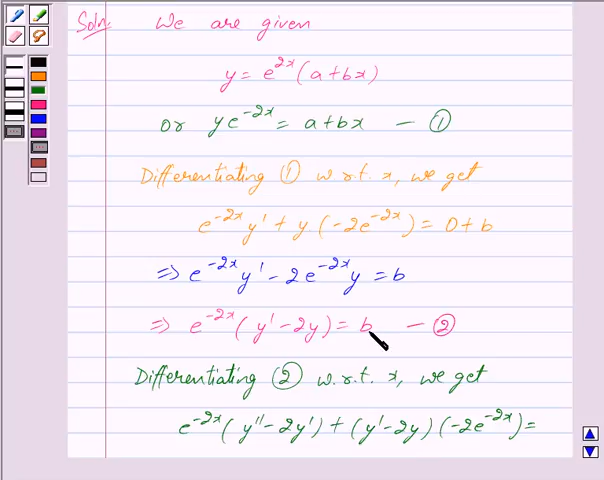 Soln. We are given
y = e^{2x} (a + bx)
or ye^{-2x} = a + bx — ①
Differentiating ① w.r.t. x, we get
e^{-2x} y' + y (-2e^{-2x}) = 0 + b
⇒ e^{-2x} y' - 2e^{-2x} y = b
⇒ e^{-2x} (y' - 2y) = b — ②
Differentiating ② w.r.t. x, we get
e^{-2x} (y'' - 2y') + (y' - 2y) (-2e^{-2x}) =